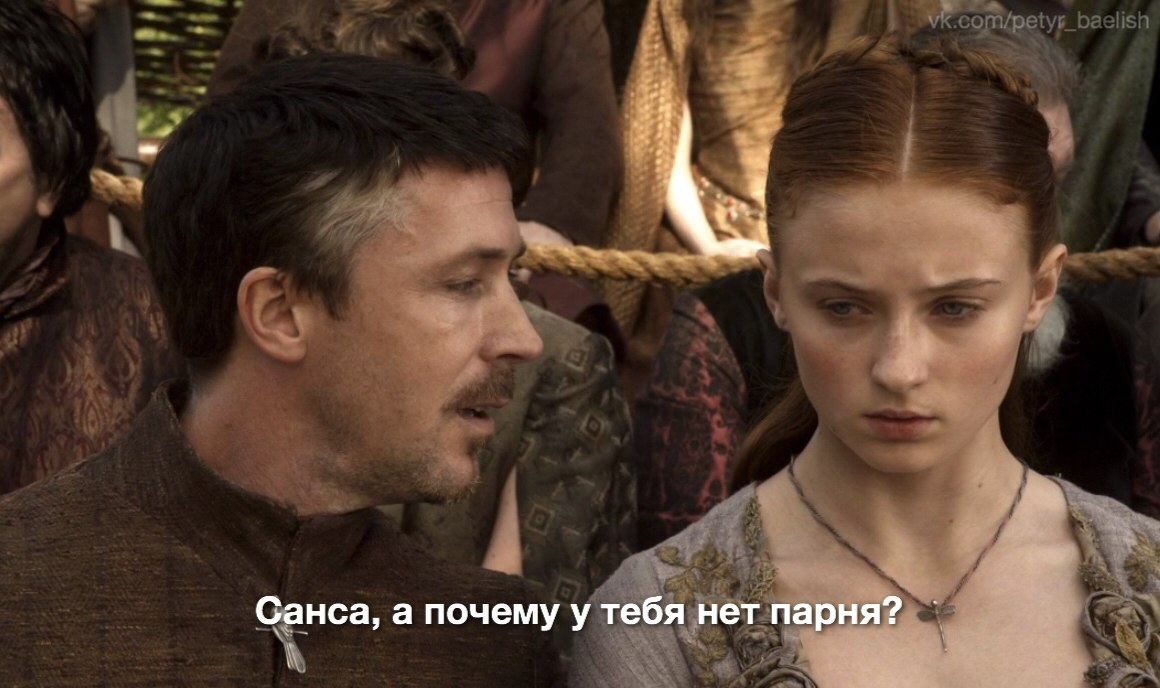 vk.com/petyr_baelish
Санса, а почему у тебя нет парня?